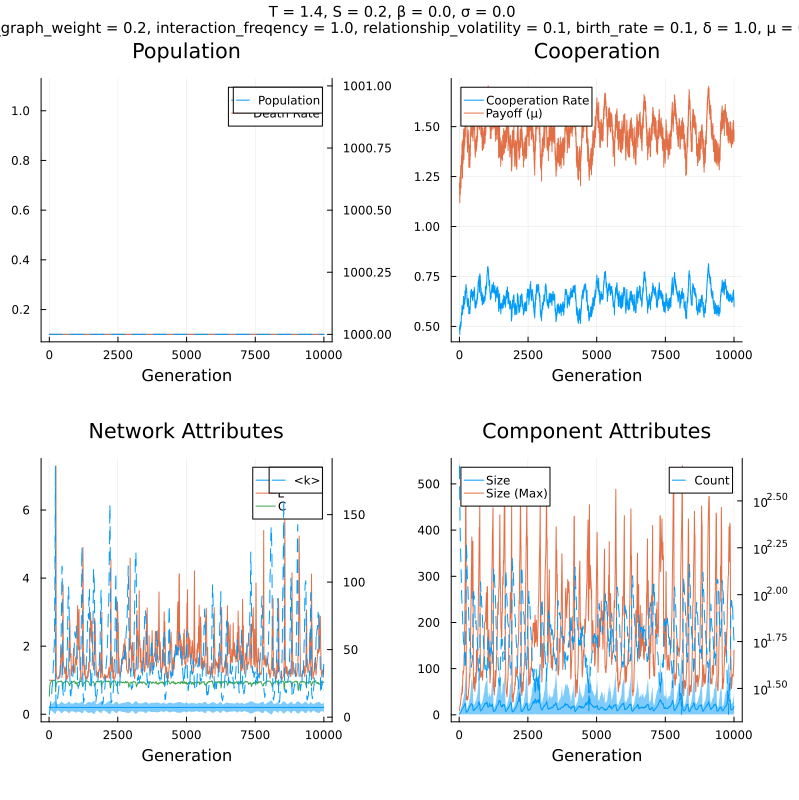 T = 1.4, S = 0.2, β = 0.0, σ = 0.0
_graph_weight = 0.2, interaction_freqency = 1.0, relationship_volatility = 0.1, birth_rate = 0.1, δ = 1.0, μ =
Population Cooperation
Population
Death Rate
1.0
0.8
0.6
0.4
0.2
1001.00
1000.75
1000.50
1000.25
1000.00
0 2500 5000 7500 10000
Generation
Cooperation Rate
Payoff (μ)
1.50
1.25
1.00
0.75
0.50
0 2500 5000 7500 10000
Generation
Network Attributes Component Attributes
<k>
C
6
4
2
0
150
100
50
0
0 2500 5000 7500 10000
Generation
Size
Size (Max)
Count
500
400
300
200
100
0
10^2.50
10^2.25
10^2.00
10^1.75
10^1.50
0 2500 5000 7500 10000
Generation